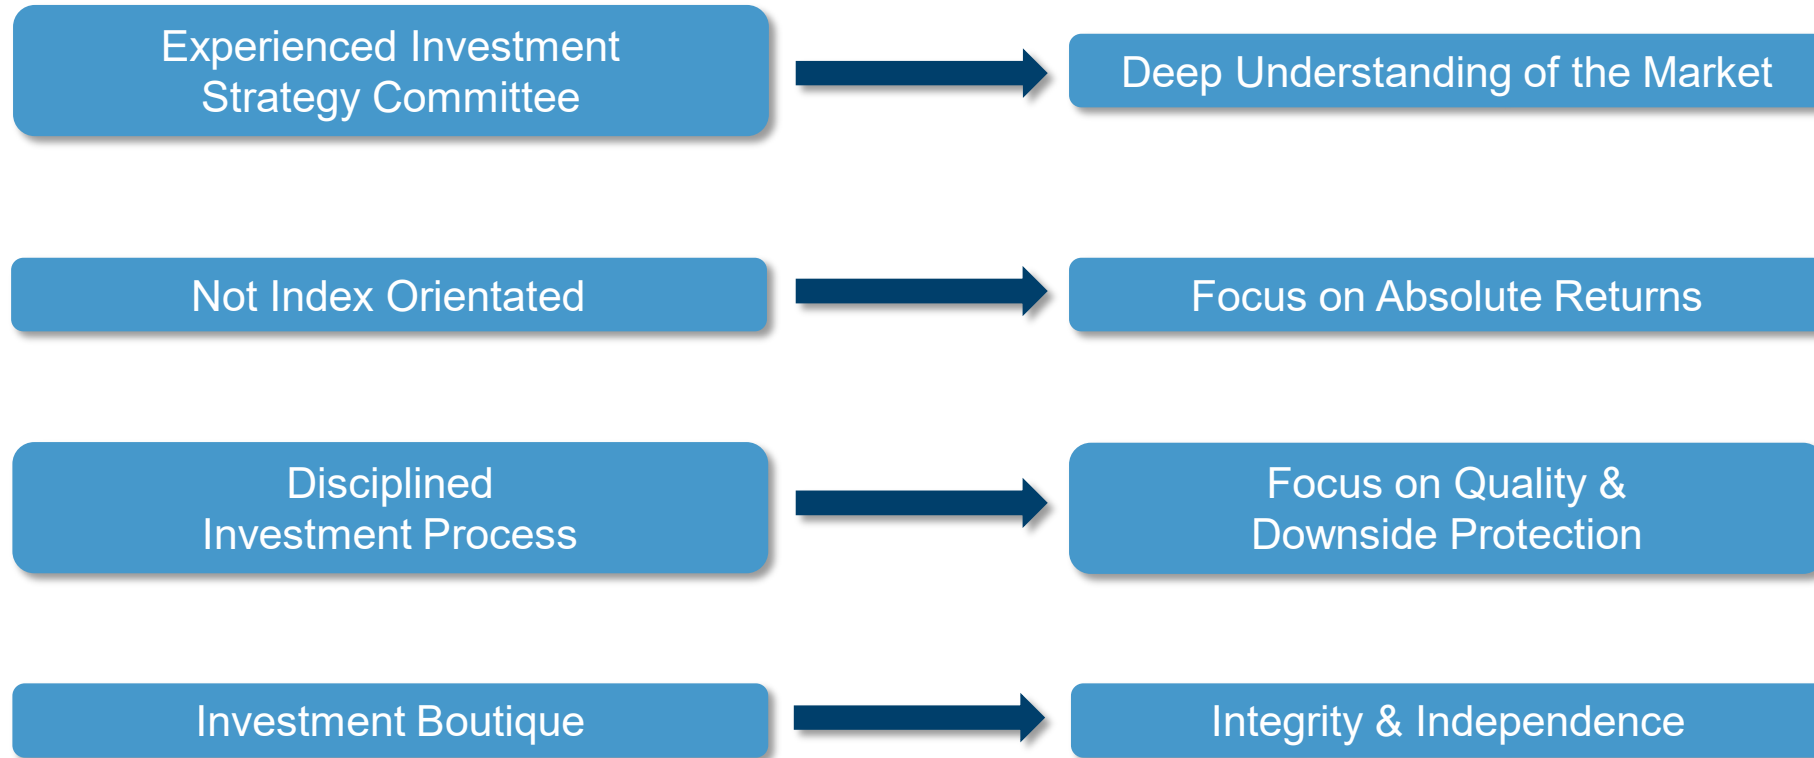 Experienced Investment
Strategy Committee
Deep Understanding of the Market
Not Index Orientated
Focus on Absolute Returns
Disciplined
Investment Process
Focus on Quality &
Downside Protection
Investment Boutique
Integrity & Independence